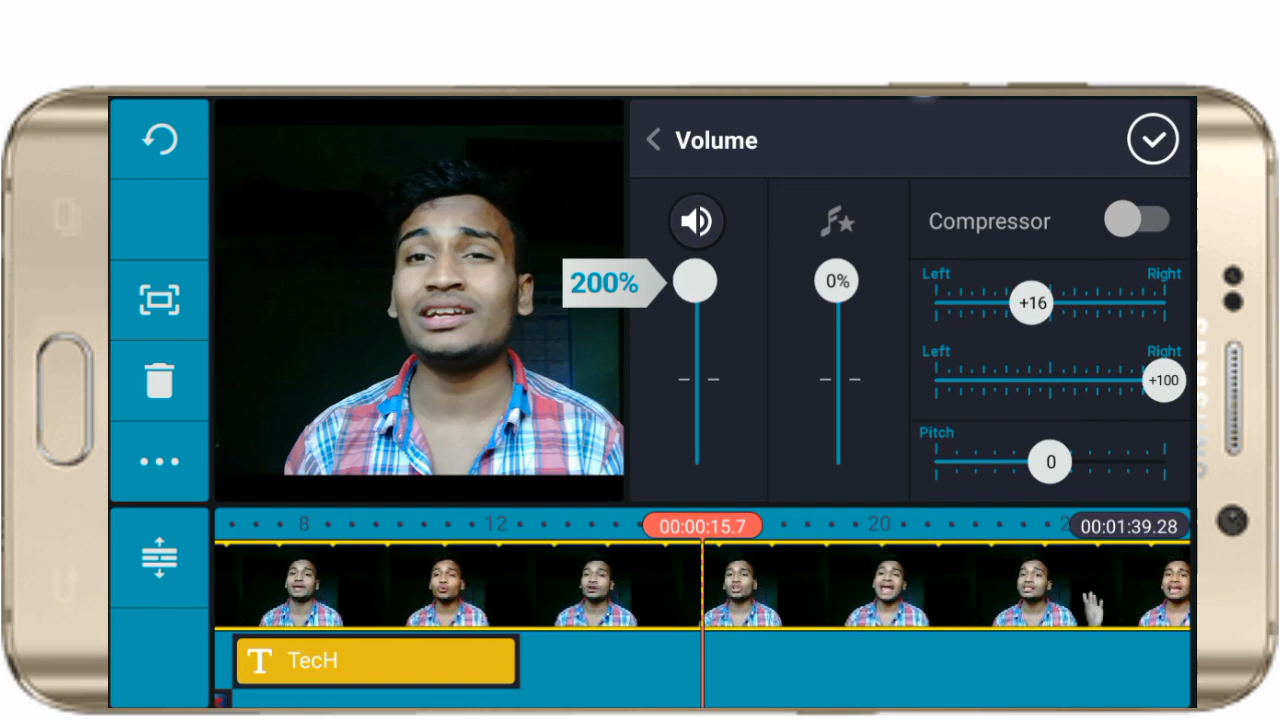 Volume
Compressor
Left Right
200%
0%
+16
Left Right
+100
Pitch
0
8
12
00:00:15.7
20
00:01:39.28
T TecH